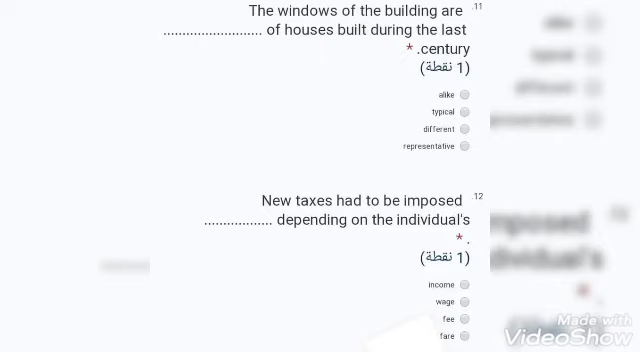 .11
The windows of the building are
.......................... of houses built during the last
* .century
(1 نقطة)
alike
typical
different
representative
.12
New taxes had to be imposed
.................. depending on the individual's
* .
(1 نقطة)
income
wage
fee
fare
Made with
VideoShow